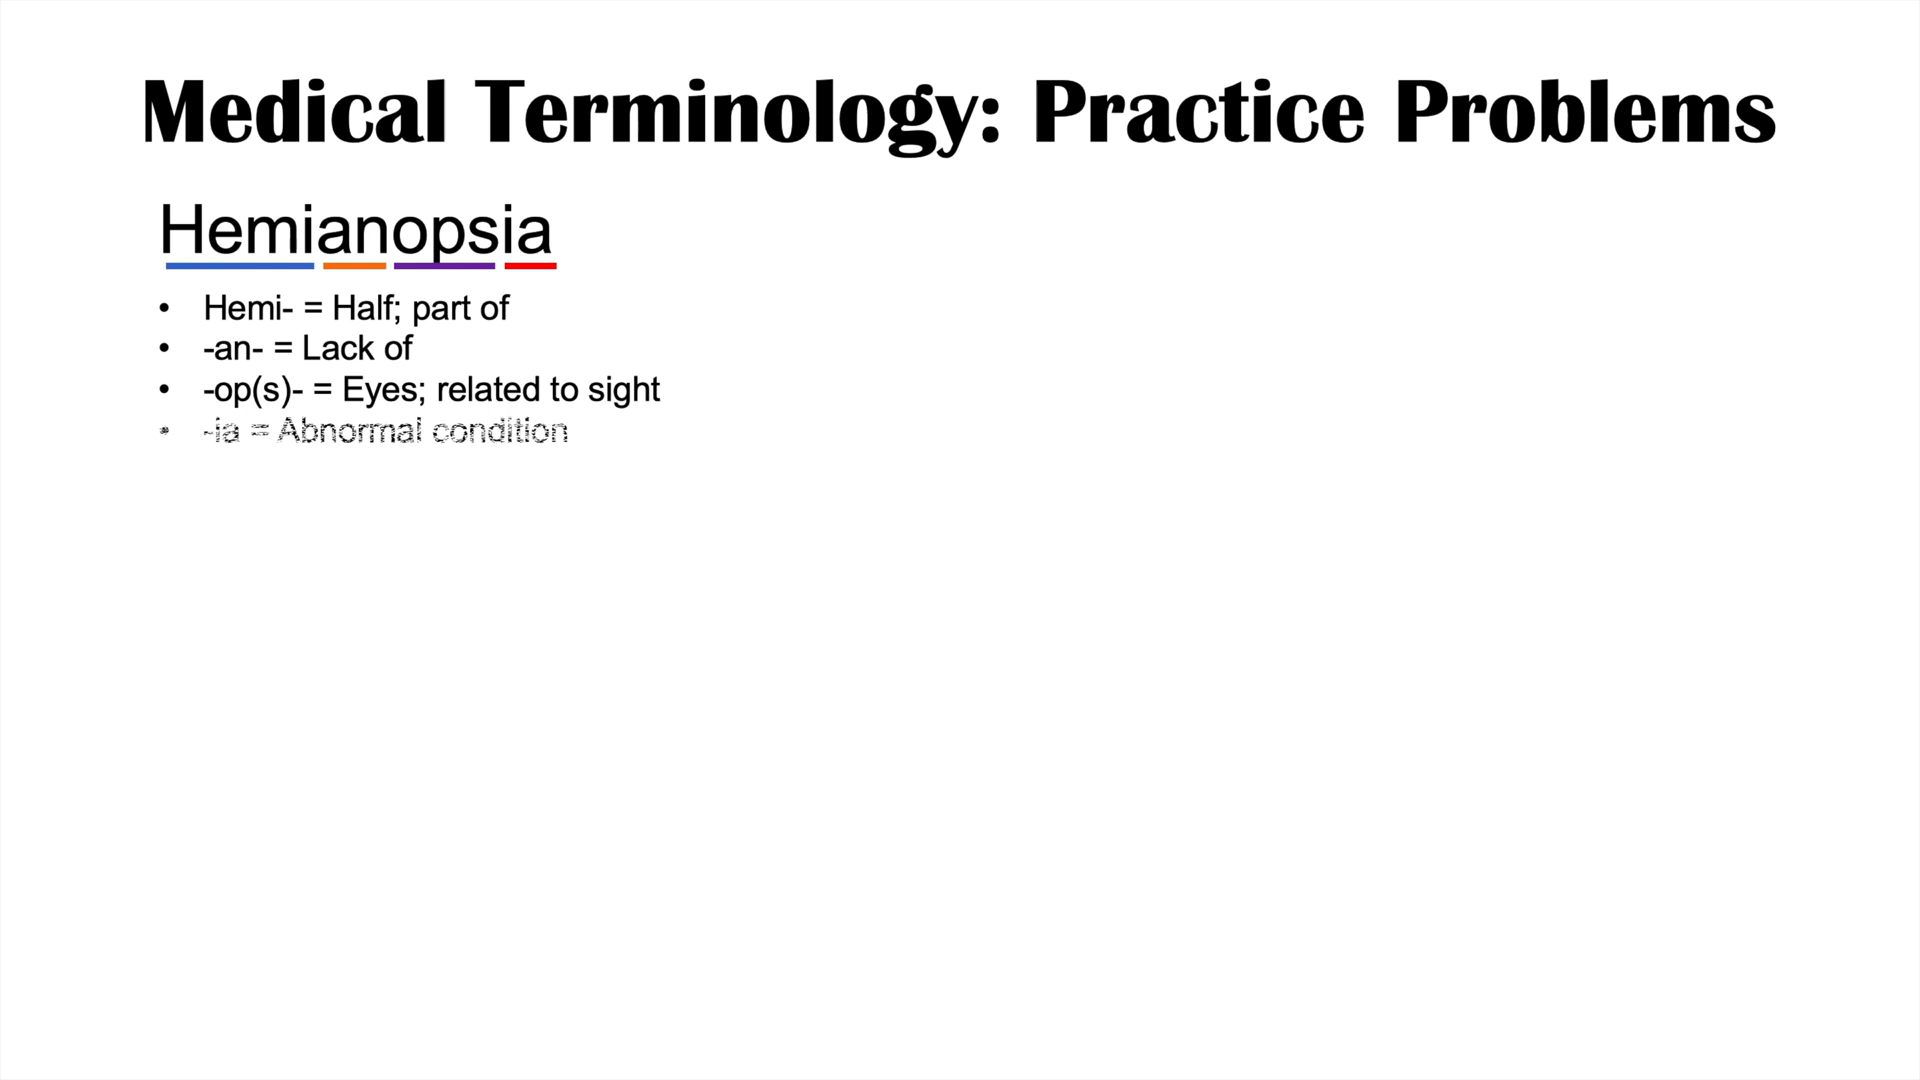 Medical Terminology: Practice Problems
Hemianopsia
• Hemi- = Half; part of
• -an- = Lack of
• -op(s)- = Eyes; related to sight
• -ia = Abnormal condition